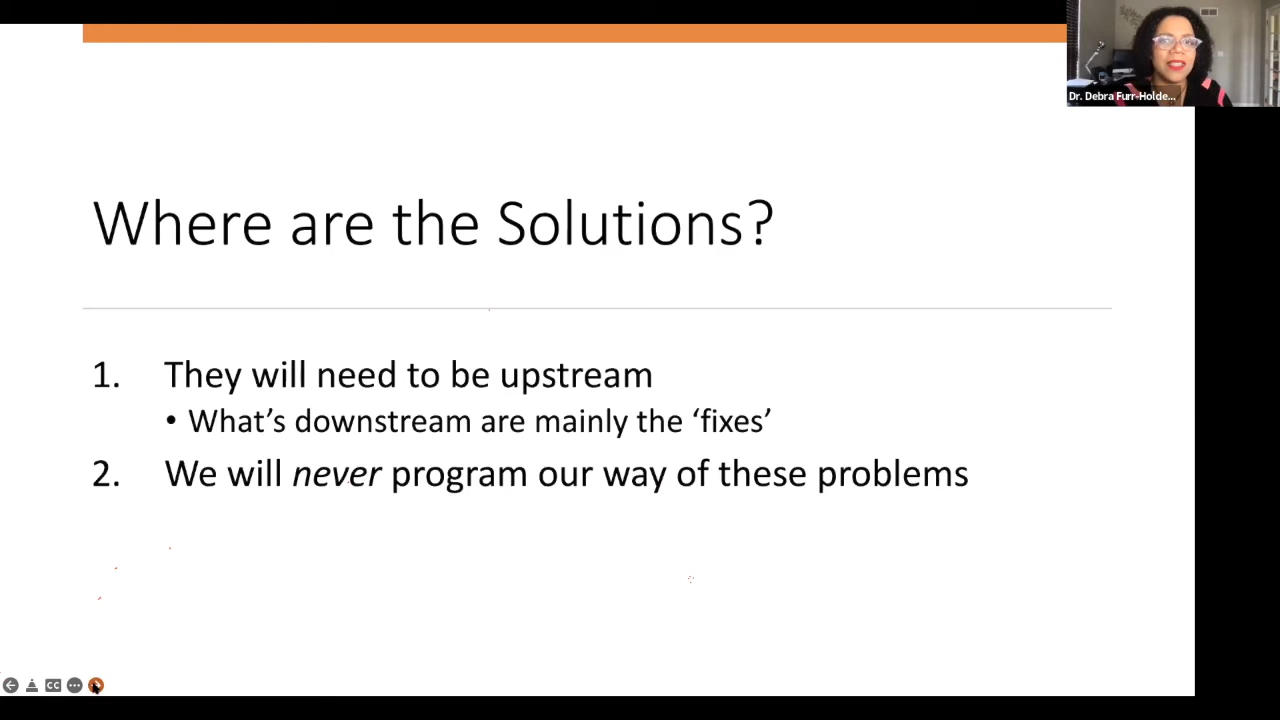 Dr. Debra Furr-Holde...
Where are the Solutions?
1. They will need to be upstream
• What's downstream are mainly the ‘fixes’
2. We will never program our way of these problems
CC